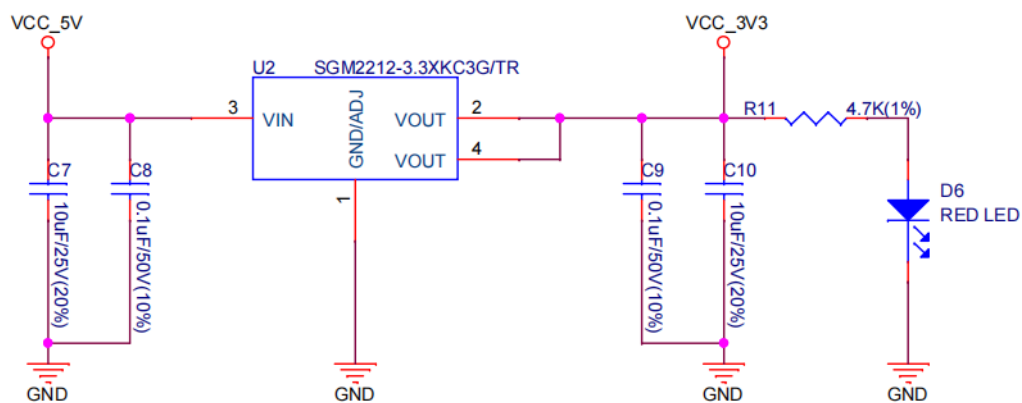 VCC_5V
VCC_3V3
U2
SGM2212-3.3XKC3G/TR
3
VIN
GND/ADJ
VOUT
2
VOUT
4
1
R11
4.7K(1%)
C7
10uF/25V(20%)
C8
0.1uF/50V(10%)
C9
0.1uF/50V(10%)
C10
10uF/25V(20%)
D6
RED LED
GND
GND
GND
GND